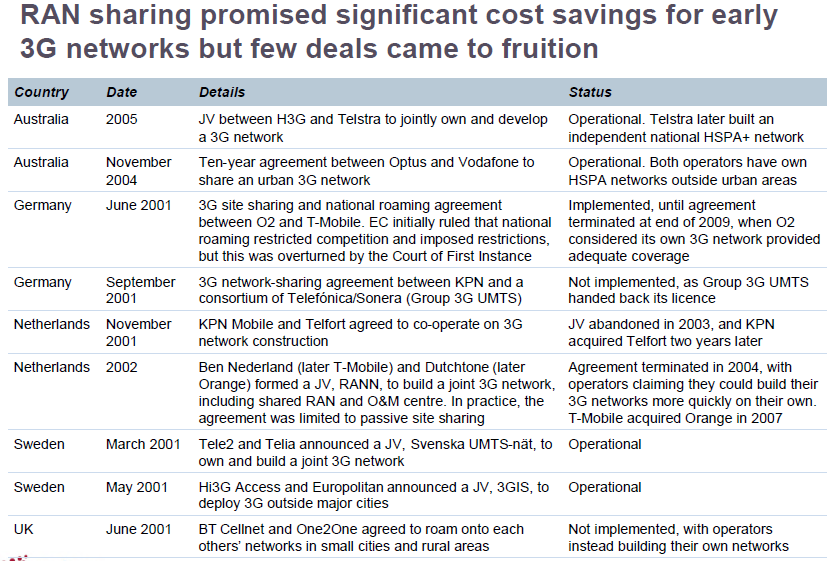 RAN sharing promised significant cost savings for early
3G networks but few deals came to fruition
Country Date Details Status
Australia 2005 JV between H3G and Telstra to jointly own and develop Operational. Telstra later built an
a 3G network independent national HSPA+ network
Australia November Ten-year agreement between Optus and Vodafone to Operational. Both operators have own
2004 share an urban 3G network HSPA networks outside urban areas
Germany June 2001 3G site sharing and national roaming agreement Implemented, until agreement
between O2 and T-Mobile. EC initially ruled that national terminated at end of 2009, when O2
roaming restricted competition and imposed restrictions, considered its own 3G network provided
but this was overturned by the Court of First Instance adequate coverage
Germany September 3G network-sharing agreement between KPN and a Not implemented, as Group 3G UMTS
2001 consortium of Telefónica/Sonera (Group 3G UMTS) handed back its licence
Netherlands November KPN Mobile and Telfort agreed to co-operate on 3G JV abandoned in 2003, and KPN
2001 network construction acquired Telfort two years later
Netherlands 2002 Ben Nederland (later T-Mobile) and Dutchtone (later Agreement terminated in 2004, with
Orange) formed a JV, RANN, to build a joint 3G network, operators claiming they could build their
including shared RAN and O&M centre. In practice, the 3G networks more quickly on their own.
agreement was limited to passive site sharing T-Mobile acquired Orange in 2007
Sweden March 2001 Tele2 and Telia announced a JV, Svenska UMTS-nät, to Operational
own and build a joint 3G network
Sweden May 2001 Hi3G Access and Europolitan announced a JV, 3GIS, to Operational
deploy 3G outside major cities
UK June 2001 BT Cellnet and One2One agreed to roam onto each Not implemented, with operators
others' networks in small cities and rural areas instead building their own networks